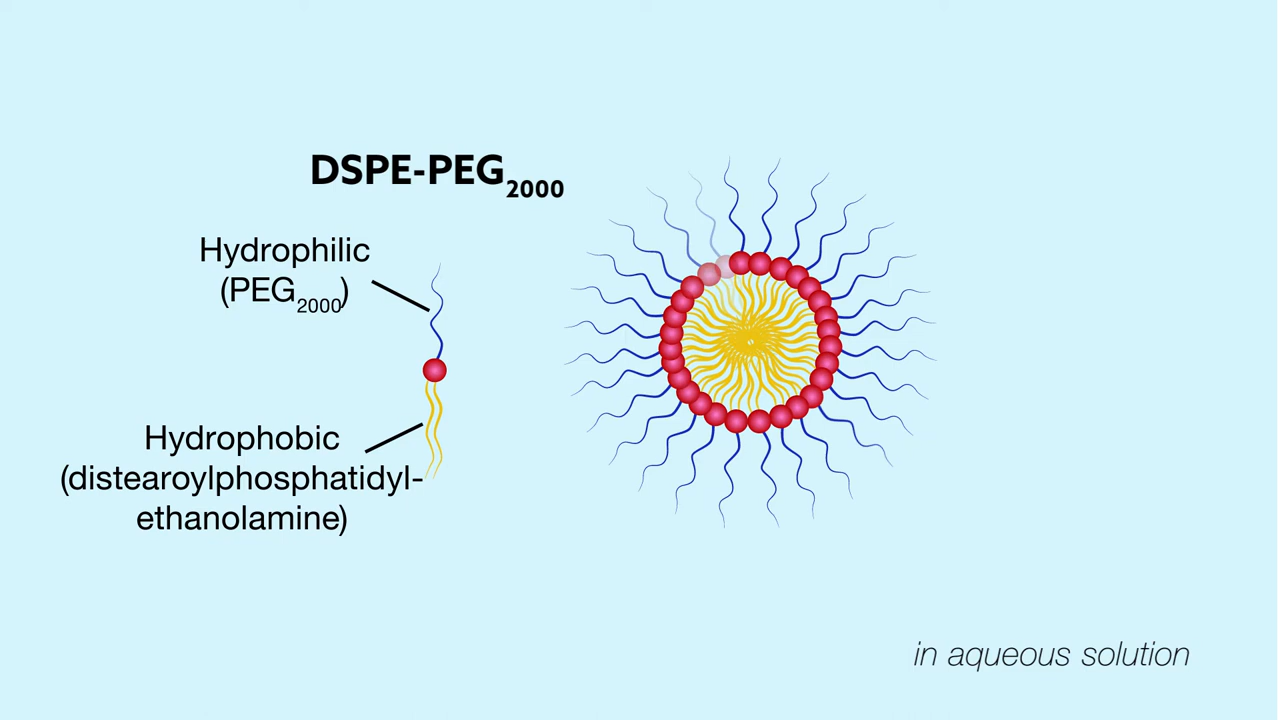 DSPE-PEG2000
Hydrophilic
(PEG2000)
Hydrophobic
(distearoylphosphatidyl-
ethanolamine)
in aqueous solution